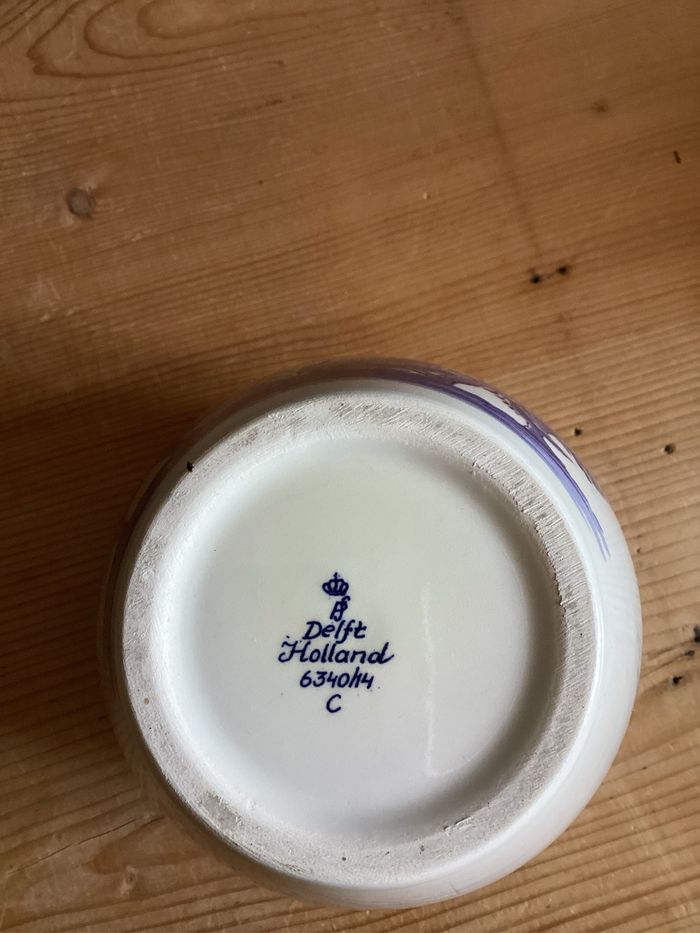 Delft
Holland
6340/14
C